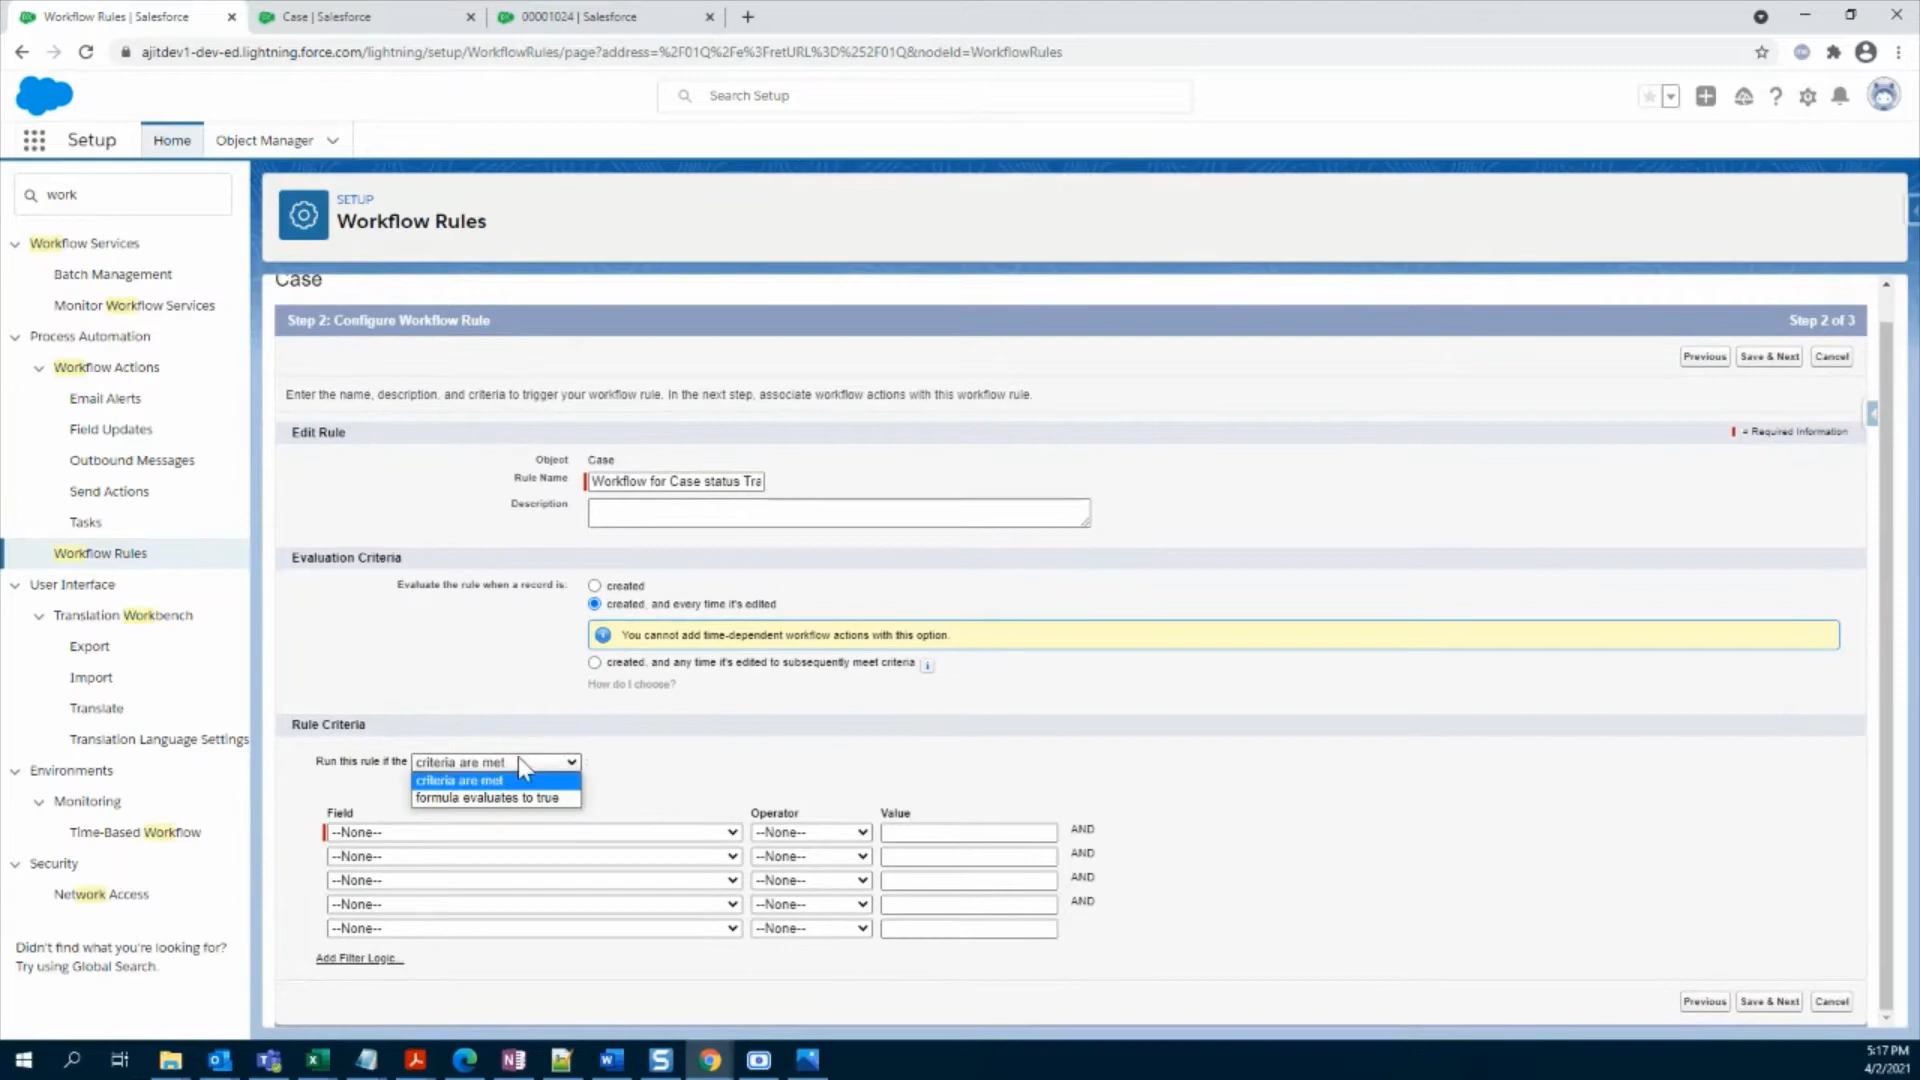 Workflow Rules | Salesforce
Case | Salesforce
00001024 | Salesforce
ajitdev1-dev-ed.lightning.force.com/lightning/setup/WorkflowRules/page?address=%2F01Q%2Fe%3FretURL%3D%252F01Q&nodeId=WorkflowRules
Search Setup
Setup
Home
Object Manager
work
SETUP
Workflow Rules
Workflow Services
Batch Management
Monitor Workflow Services
Process Automation
Workflow Actions
Email Alerts
Field Updates
Outbound Messages
Send Actions
Tasks
Workflow Rules
User Interface
Translation Workbench
Export
Import
Translate
Translation Language Settings
Environments
Monitoring
Time-Based Workflow
Security
Network Access
Didn't find what you're looking for?
Try using Global Search.
Case
Step 2: Configure Workflow Rule
Step 2 of 3
Previous Save & Next Cancel
Enter the name, description, and criteria to trigger your workflow rule. In the next step, associate workflow actions with this workflow rule.
Edit Rule
= Required Information
Object Case
Rule Name Workflow for Case status Tra
Description
Evaluation Criteria
Evaluate the rule when a record is: created
created, and every time it's edited
You cannot add time-dependent workflow actions with this option.
created, and any time it's edited to subsequently meet criteria
How do I choose?
Rule Criteria
Run this rule if the criteria are met :
criteria are met
formula evaluates to true
Field Operator Value
--None-- --None-- AND
--None-- --None-- AND
--None-- --None-- AND
--None-- --None-- AND
--None-- --None--
Add Filter Logic...
Previous Save & Next Cancel
5:17 PM
4/2/2021